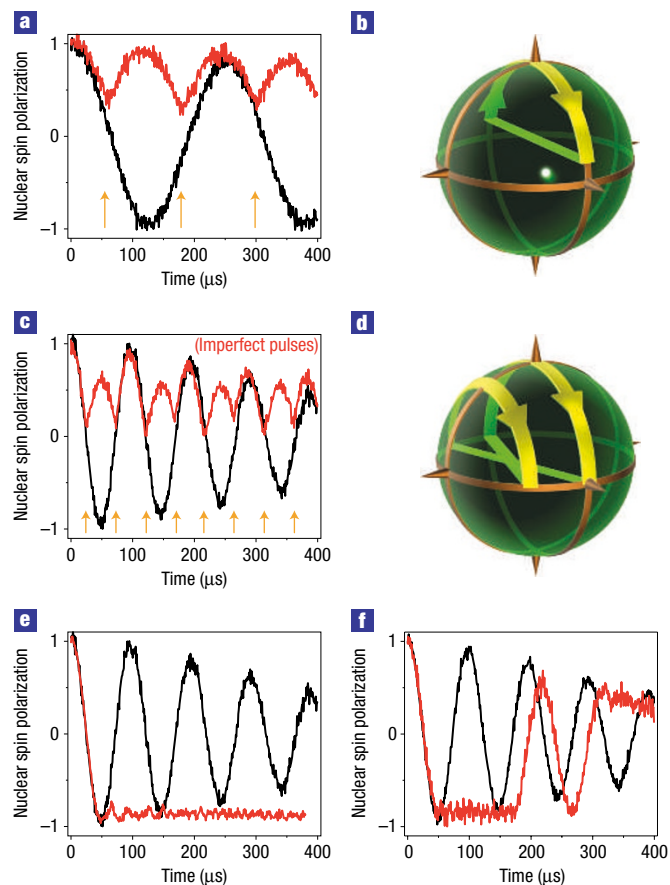 a
b
Nuclear spin polarization
1
0
−1
0 100 200 300 400
Time (μs)
c
d
(Imperfect pulses)
Nuclear spin polarization
1
0
−1
0 100 200 300 400
Time (μs)
e
f
Nuclear spin polarization
1
0
−1
0 100 200 300 400
Time (μs)
Nuclear spin polarization
1
0
−1
0 100 200 300 400
Time (μs)